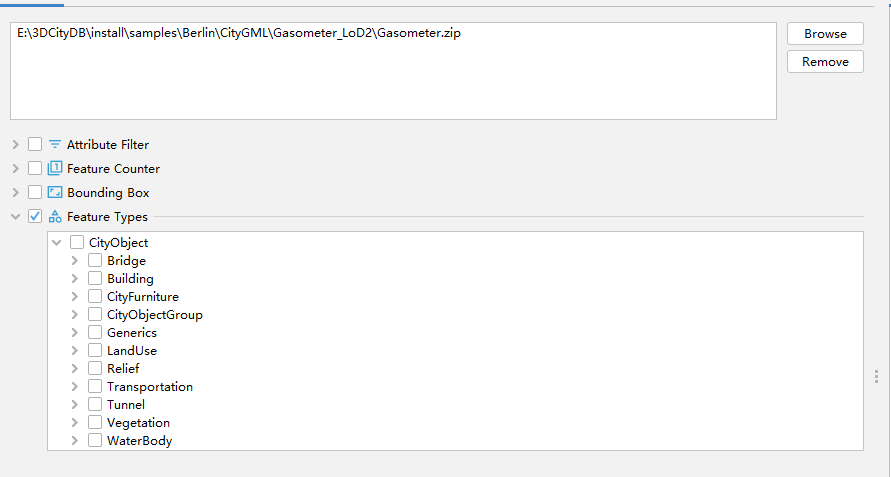 E:\3DCityDB\install\samples\Berlin\CityGML\Gasometer_LoD2\Gasometer.zip
Browse
Remove
Attribute Filter
1 Feature Counter
Bounding Box
Feature Types
CityObject
Bridge
Building
CityFurniture
CityObjectGroup
Generics
LandUse
Relief
Transportation
Tunnel
Vegetation
WaterBody